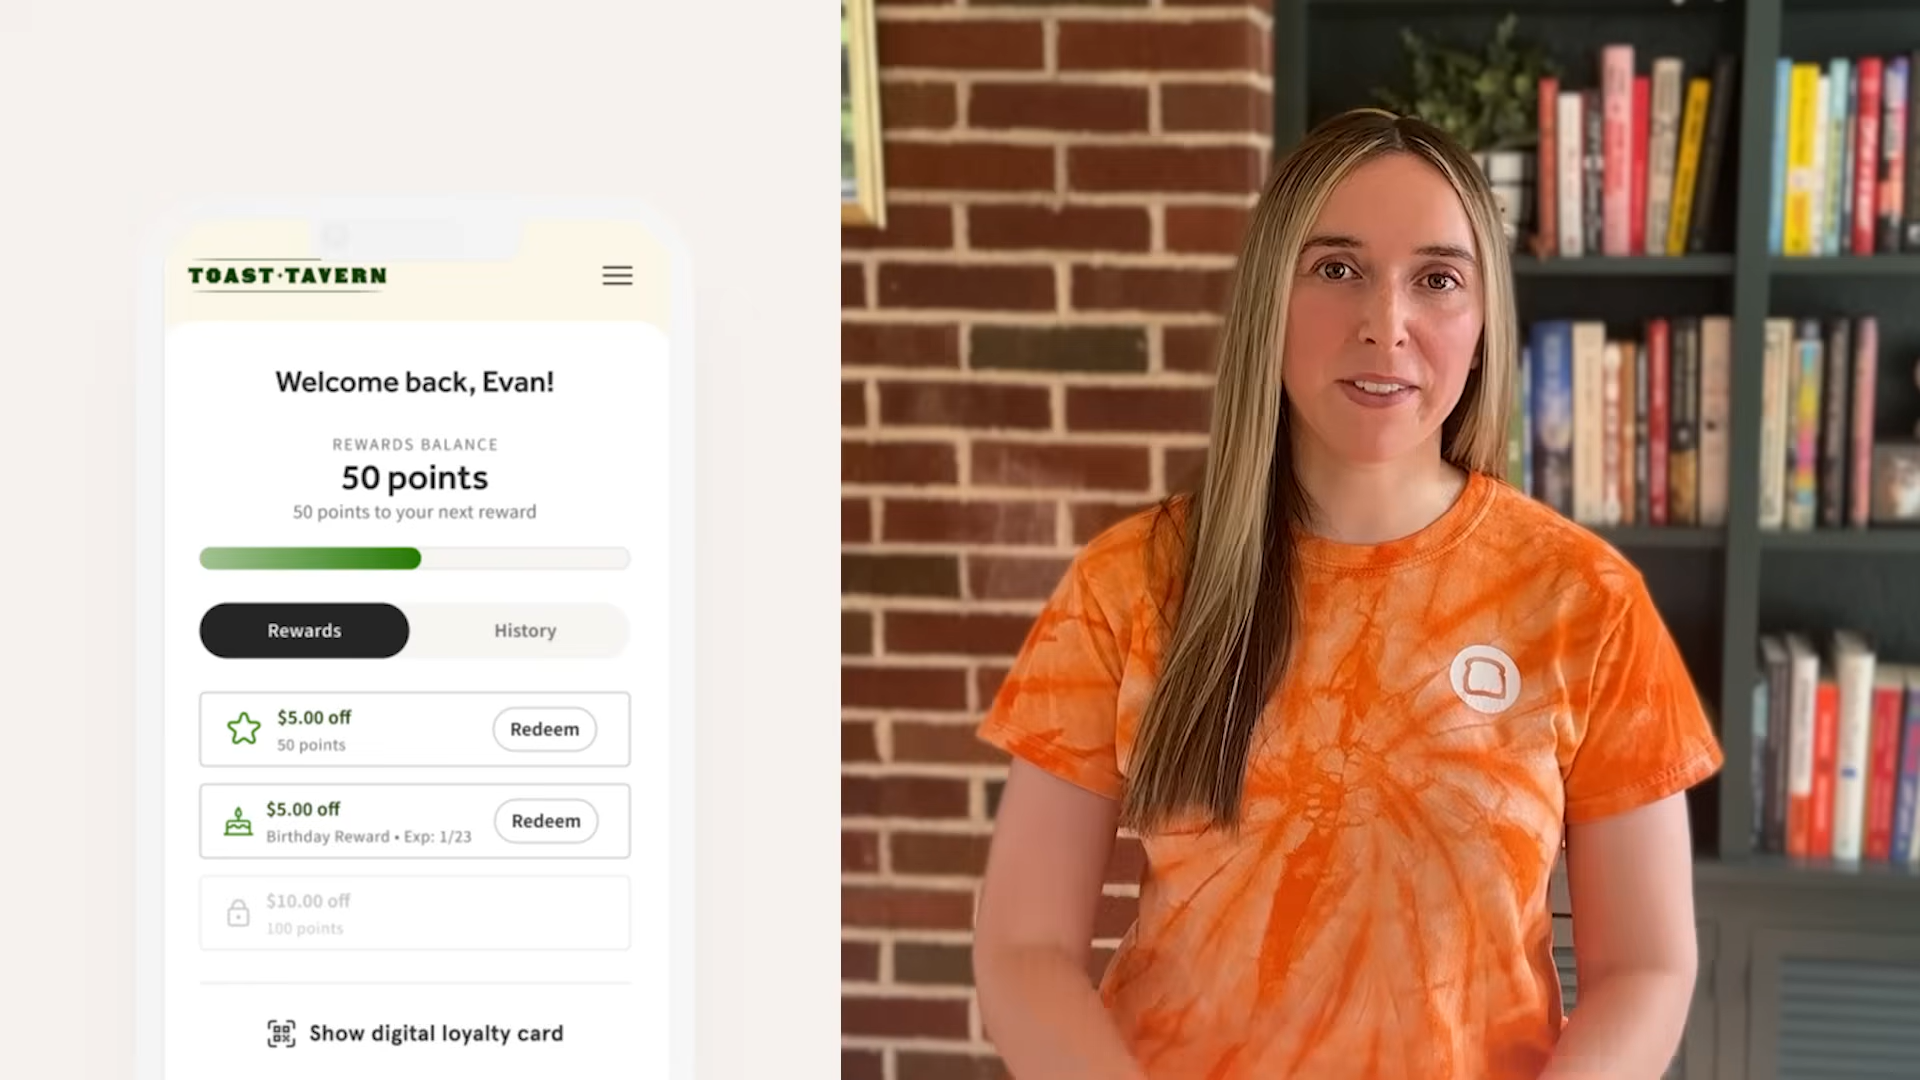 TOAST·TAVERN
Welcome back, Evan!
REWARDS BALANCE
50 points
50 points to your next reward
Rewards
History
$5.00 off
50 points
Redeem
$5.00 off
Birthday Reward • Exp: 1/23
Redeem
$10.00 off
100 points
Show digital loyalty card